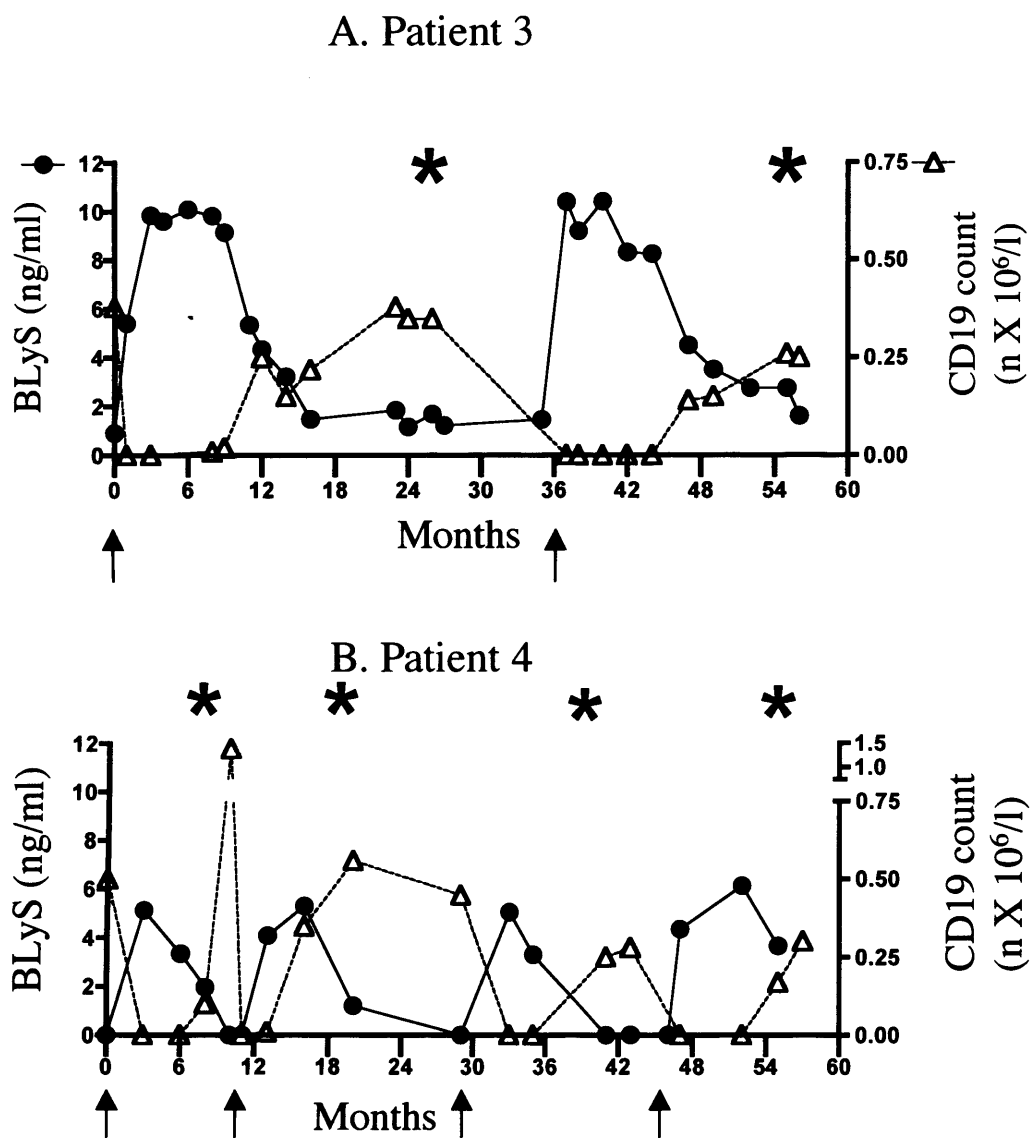 A. Patient 3
BLyS (ng/ml)
12
10
8
6
4
2
0
*
*
0.75
0.50
0.25
0.00
CD19 count
(n X 10⁶/l)
0 6 12 18 24 30 36 42 48 54 60
Months
B. Patient 4
* * * *
BLyS (ng/ml)
12
10
8
6
4
2
0
1.5
1.0
0.75
0.50
0.25
0.00
CD19 count
(n X 10⁶/l)
0 6 12 18 24 30 36 42 48 54 60
Months